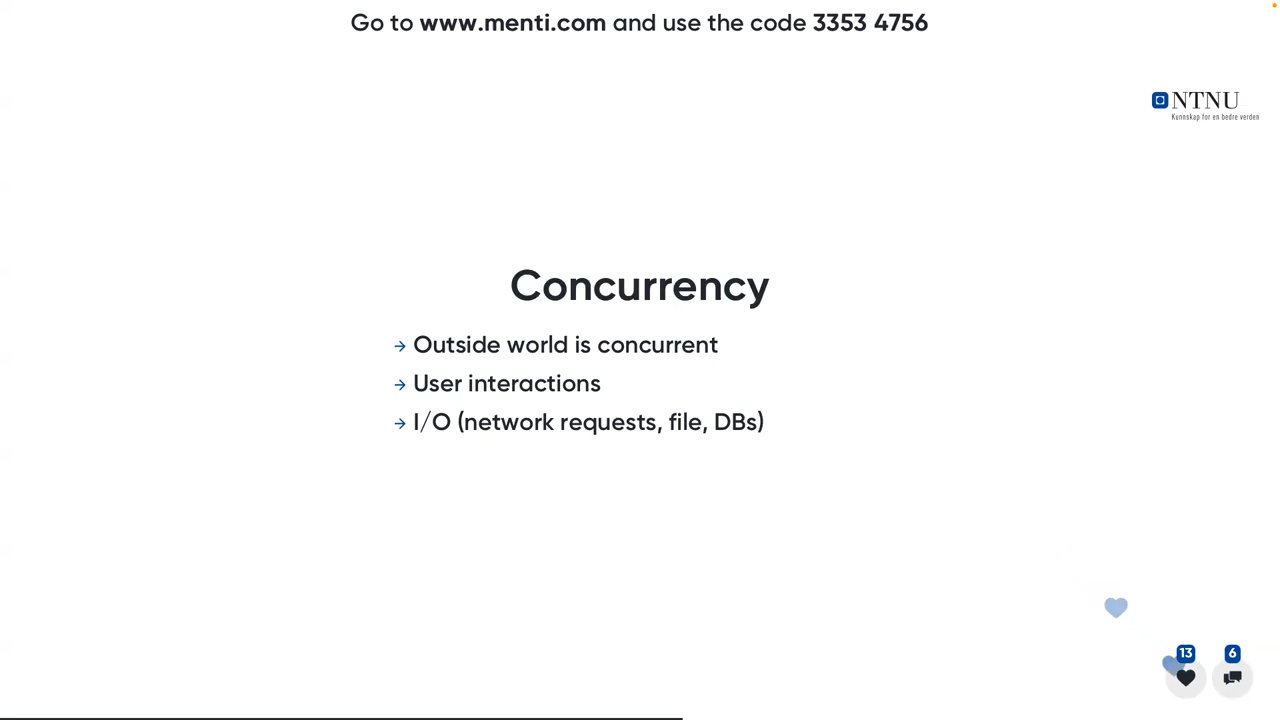 Go to www.menti.com and use the code 3353 4756
NTNU
Kunnskap for en bedre verden
Concurrency
→ Outside world is concurrent
→ User interactions
→ I/O (network requests, file, DBs)
13
6